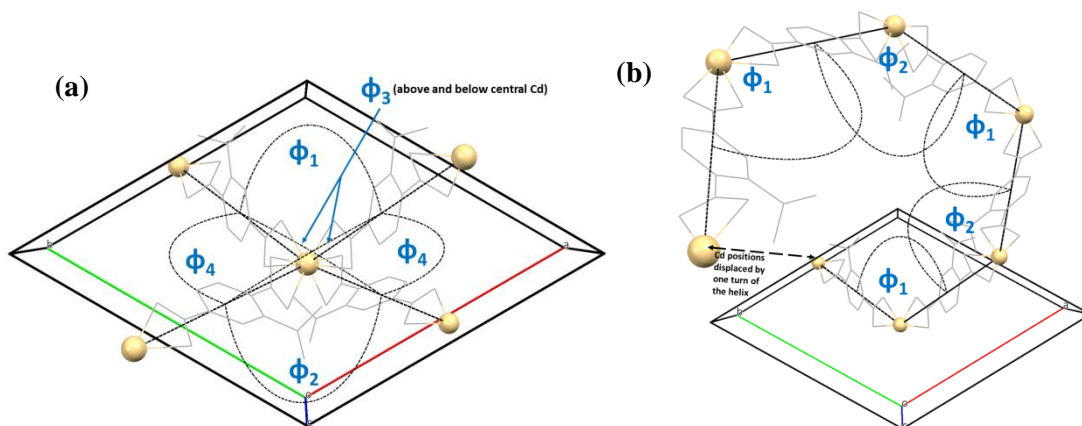 (a)
ϕ3 (above and below central Cd)
ϕ1
ϕ4
ϕ4
ϕ2
b
a
c
o
(b)
ϕ1
ϕ2
ϕ1
ϕ2
ϕ1
Cd positions
displaced by
one turn of
the helix
b
a
c
o